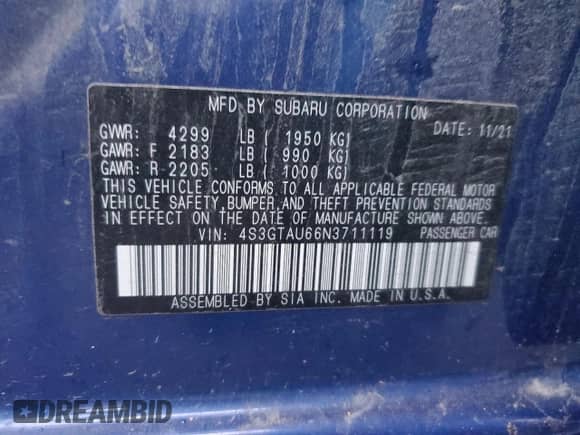 MFD BY SUBARU CORPORATION
DATE: 11/21
GVWR: 4299 LB ( 1950 KG)
GAWR: F 2183 LB ( 990 KG)
GAWR: R 2205 LB ( 1000 KG)
THIS VEHICLE CONFORMS TO ALL APPLICABLE FEDERAL MOTOR
VEHICLE SAFETY, BUMPER, AND THEFT PREVENTION STANDARDS
IN EFFECT ON THE DATE OF MANUFACTURE SHOWN ABOVE.
VIN: 4S3GTAU66N3711119 PASSENGER CAR
ASSEMBLED BY SIA INC. MADE IN U.S.A.
DREAMBID